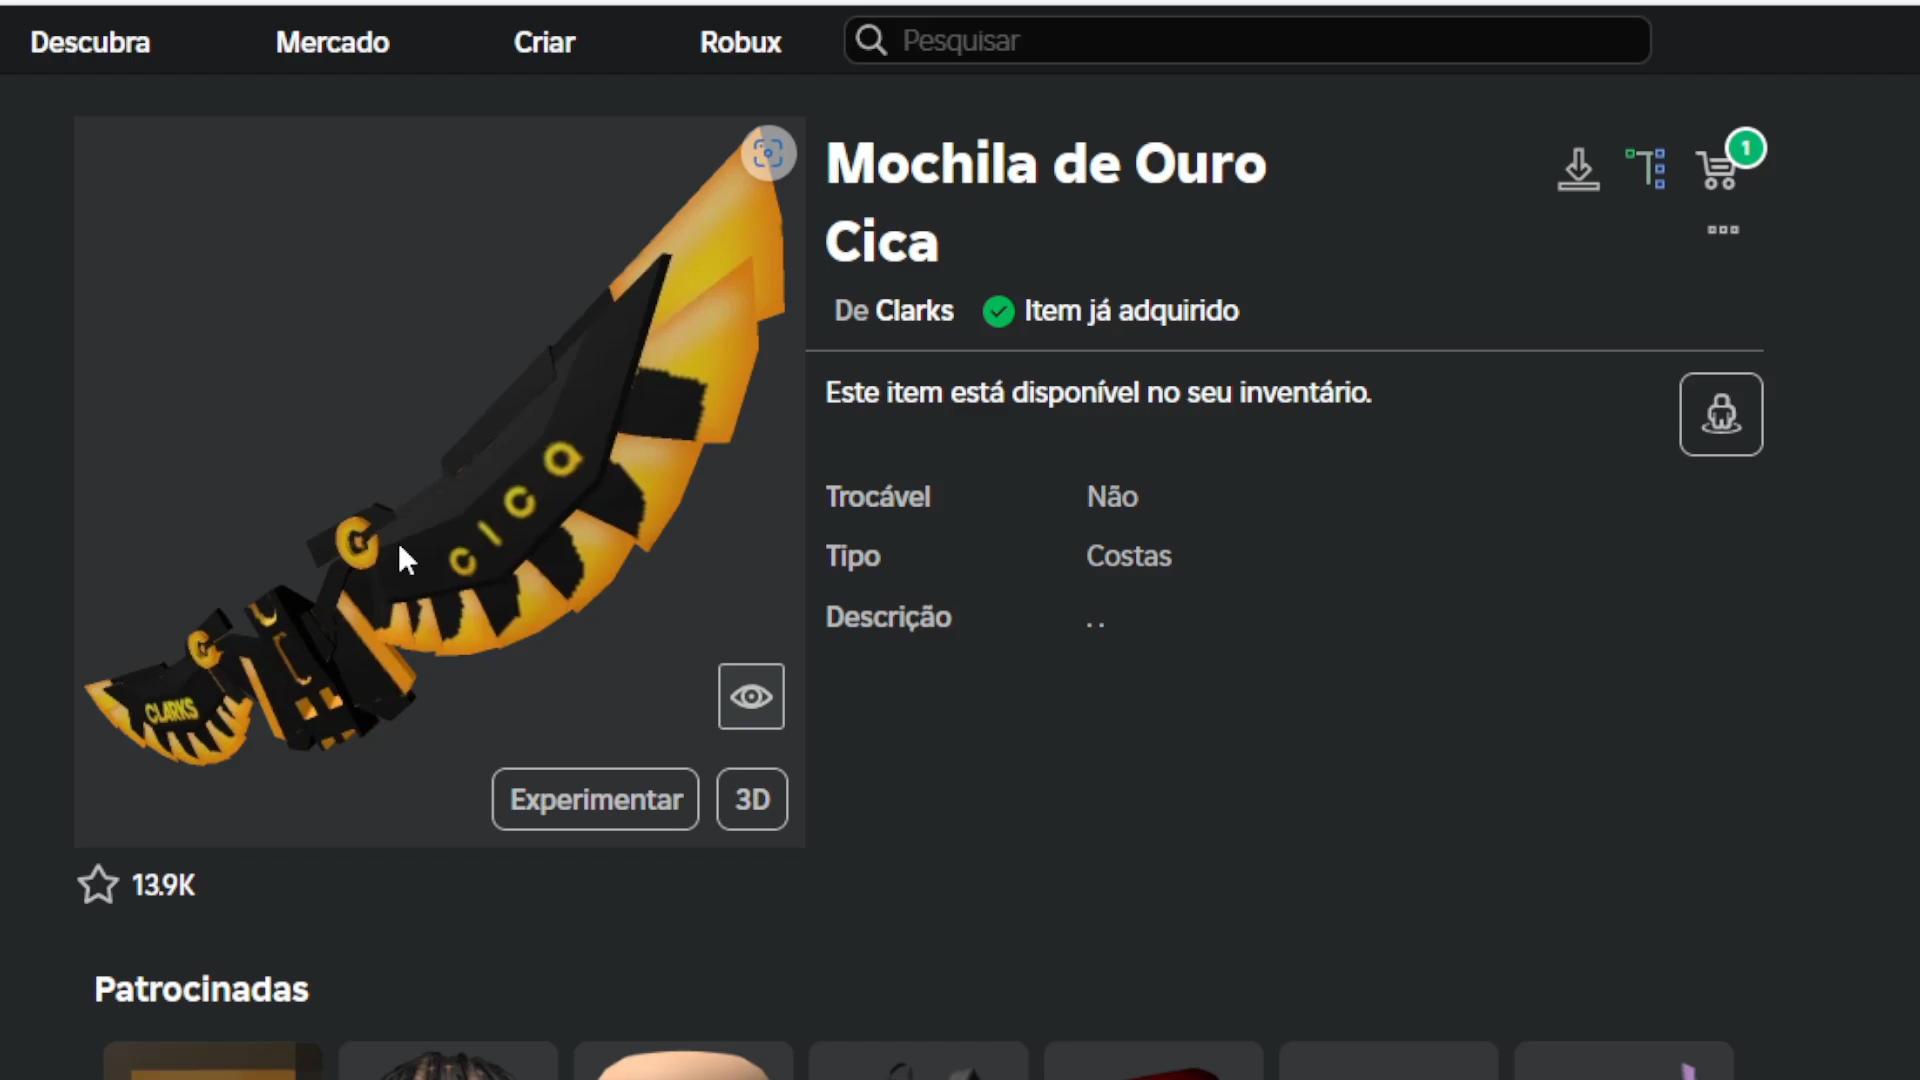 Descubra Mercado Criar Robux Pesquisar
Mochila de Ouro
Cica
1
De Clarks Item já adquirido
Este item está disponível no seu inventário.
Trocável Não
Tipo Costas
Descrição . .
C
cica
C
CLARKS
Experimentar 3D
13.9K
Patrocinadas